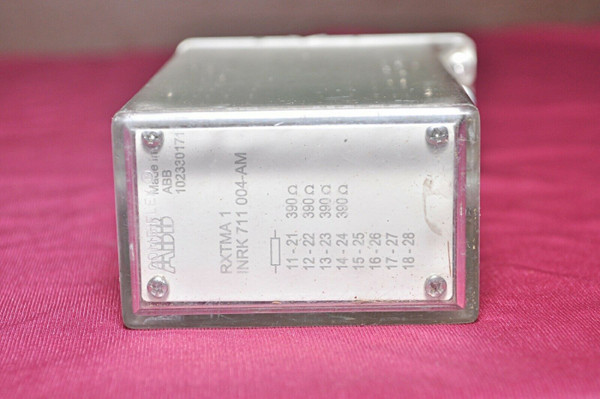 ABB
Made in
ABB
102330171
RXTMA 1
INRK 711 004-AM
11 - 21 390 Ω
12 - 22 390 Ω
13 - 23 390 Ω
14 - 24 390 Ω
15 - 25
16 - 26
17 - 27
18 - 28